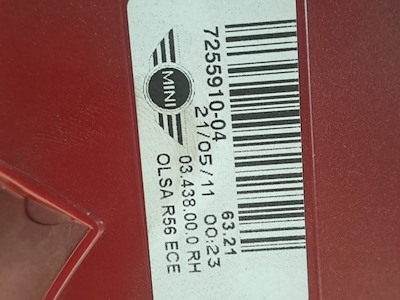 MINI
7255910-04
21/05/11 00:23
63.21
03.438.00.0 RH
OLSA R56 ECE